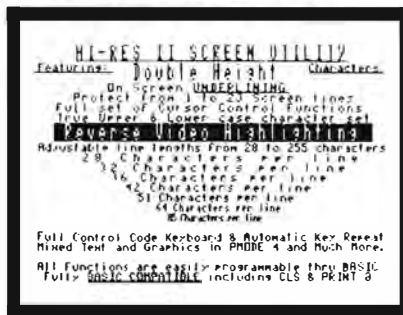 HI-RES II SCREEN UTILITY
Featuring: Double Height Characters
On Screen UNDERLINING
Protect from 1 to 23 Screen lines
Full set of Cursor Control Functions
True Upper & Lower case character set
Reverse Video Highlighting
Adjustable line lengths from 28 to 255 characters
28 Characters per line
32 Characters per line
36 Characters per line
42 Characters per line
51 Characters per line
64 Characters per line
85 Characters per line
Full Control Code Keyboard & Automatic Key Repeat
Mixed Text and Graphics in PMODE 4 and Much More.
All Functions are easily programmable thru BASIC
Fully BASIC COMPATIBLE including CLS & PRINT @